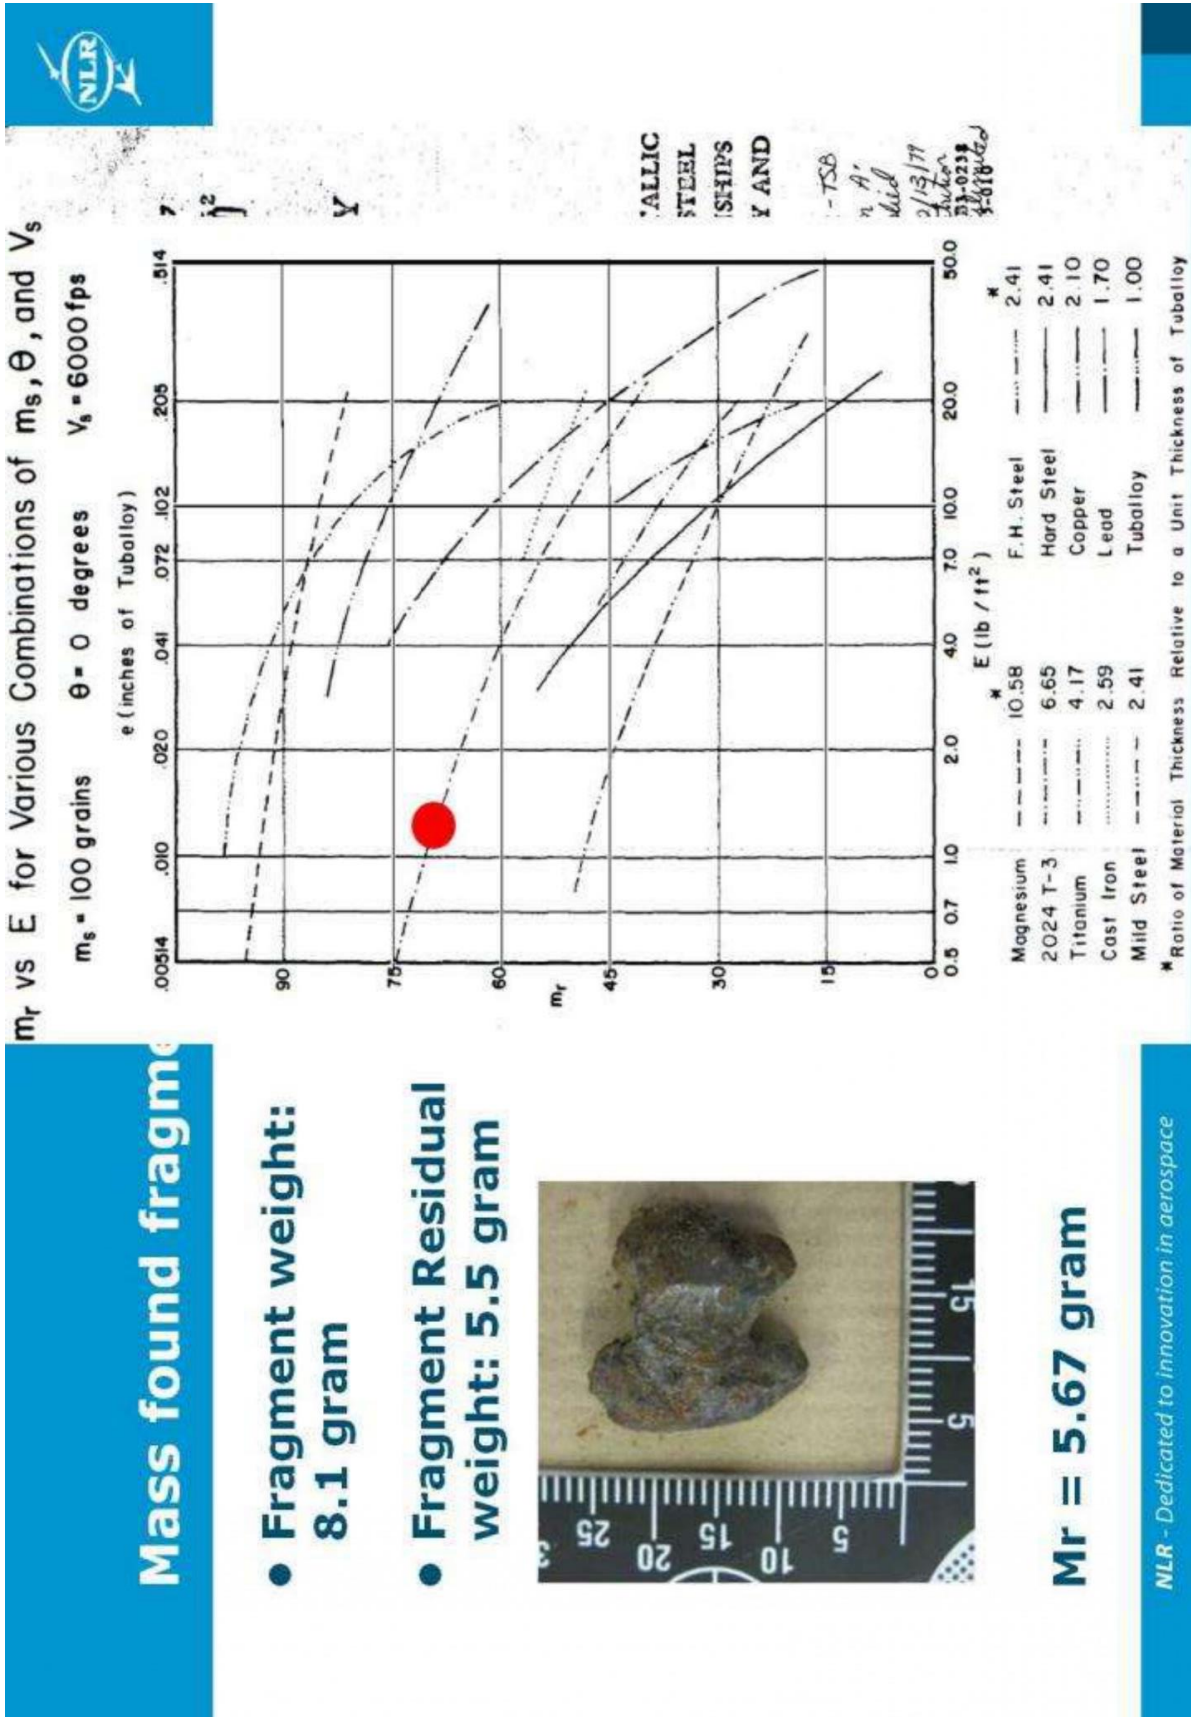 NLR
Mass found fragme
● Fragment weight:
8.1 gram
● Fragment Residual
weight: 5.5 gram
25
20
15
10
5
5
15
Mr = 5.67 gram
mr vs E for Various Combinations of ms, θ, and Vs
ms = 100 grains θ = 0 degrees Vs = 6000 fps
e (inches of Tuballoy)
.00514 .010 .020 .041 .072 .102 .205 .514
90
75
60
mr
45
30
15
0
0.5 0.7 1.0 2.0 4.0 7.0 10.0 20.0 50.0
E (lb / ft²)
* *
Magnesium 10.58 F.H. Steel 2.41
2024 T-3 6.65 Hard Steel 2.41
Titanium 4.17 Copper 2.10
Cast Iron 2.59 Lead 1.70
Mild Steel 2.41 Tuballoy 1.00
* Ratio of Material Thickness Relative to a Unit Thickness of Tuballoy
'ALLIC
STEEL
SHIPS
Y AND
- TSB
NLR - Dedicated to innovation in aerospace